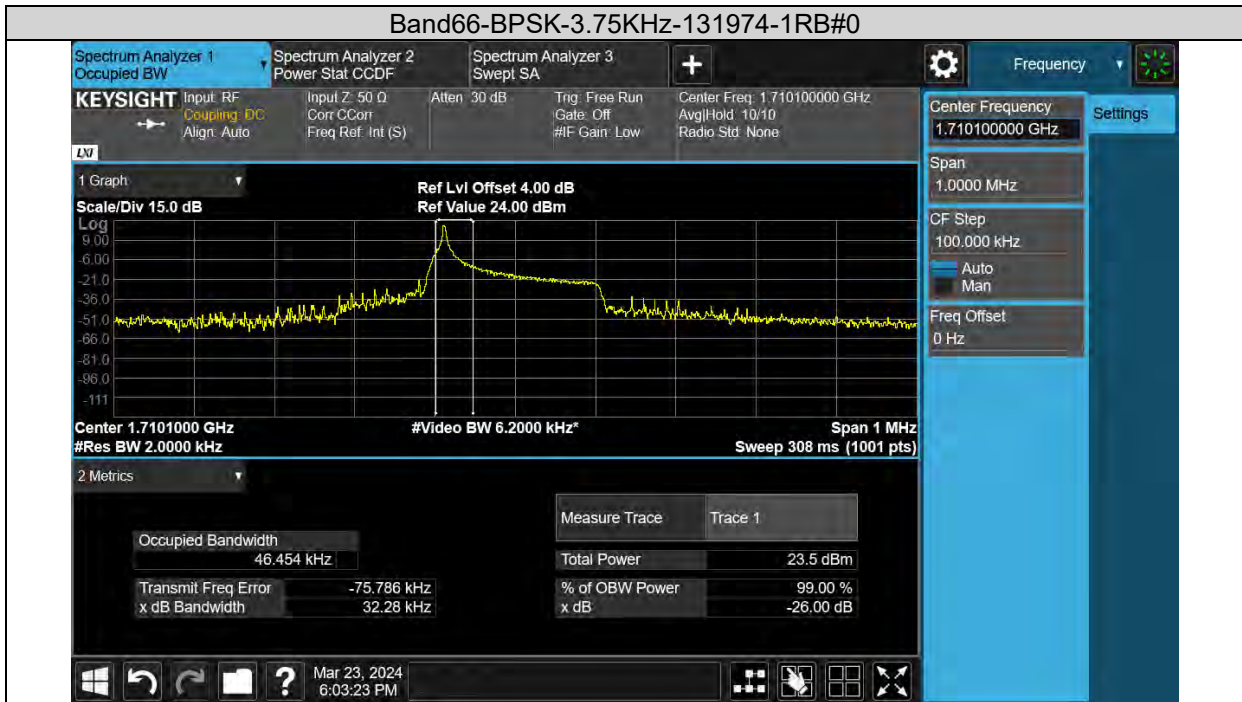 Band66-BPSK-3.75KHz-131974-1RB#0
Spectrum Analyzer 1
Occupied BW
Spectrum Analyzer 2
Power Stat CCDF
Spectrum Analyzer 3
Swept SA
+
Frequency
KEYSIGHT
LXI
Input: RF
Coupling: DC
Align: Auto
Input Z: 50 Ω
Corr CCorr
Freq Ref: Int (S)
Atten: 30 dB
Trig: Free Run
Gate: Off
#IF Gain: Low
Center Freq: 1.710100000 GHz
Avg|Hold: 10/10
Radio Std: None
Center Frequency
1.710100000 GHz
Settings
Span
1.0000 MHz
CF Step
100.000 kHz
Auto
Man
Freq Offset
0 Hz
1 Graph
Scale/Div 15.0 dB
Ref Lvl Offset 4.00 dB
Ref Value 24.00 dBm
Log
9.00
-6.00
-21.0
-36.0
-51.0
-66.0
-81.0
-96.0
-111
Center 1.7101000 GHz
#Res BW 2.0000 kHz
#Video BW 6.2000 kHz*
Span 1 MHz
Sweep 308 ms (1001 pts)
2 Metrics
Measure Trace Trace 1
Occupied Bandwidth
46.454 kHz
Total Power 23.5 dBm
Transmit Freq Error -75.786 kHz
x dB Bandwidth 32.28 kHz
% of OBW Power 99.00 %
x dB -26.00 dB
?
Mar 23, 2024
6:03:23 PM